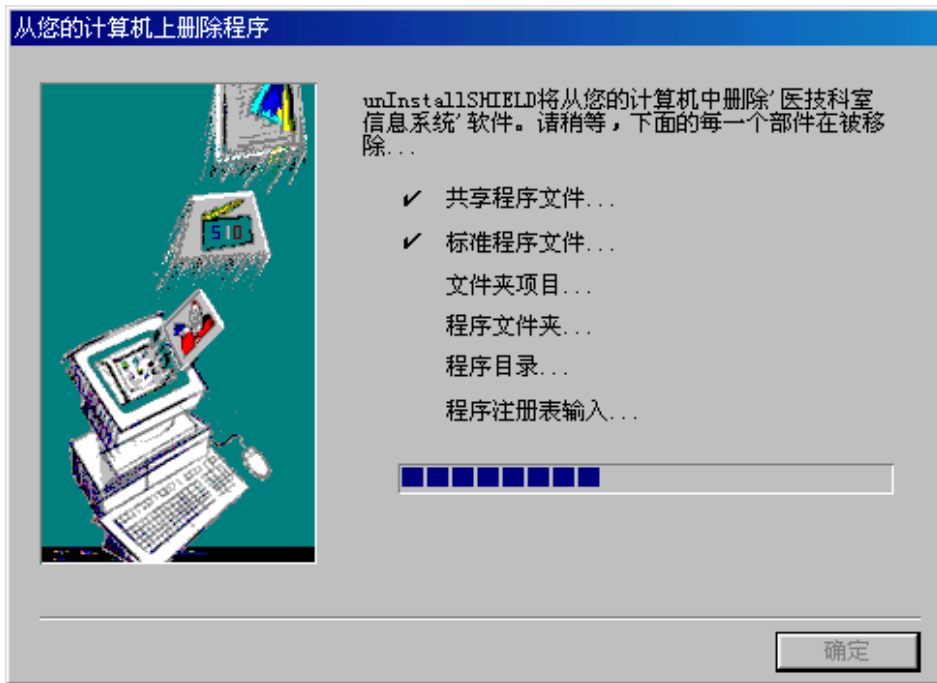 从您的计算机上删除程序
unInstallSHIELD将从您的计算机中删除'医技科室
信息系统'软件。请稍等，下面的每一个部件在被移
除...
✔ 共享程序文件...
✔ 标准程序文件...
文件夹项目...
程序文件夹...
程序目录...
程序注册表输入...
510
确定